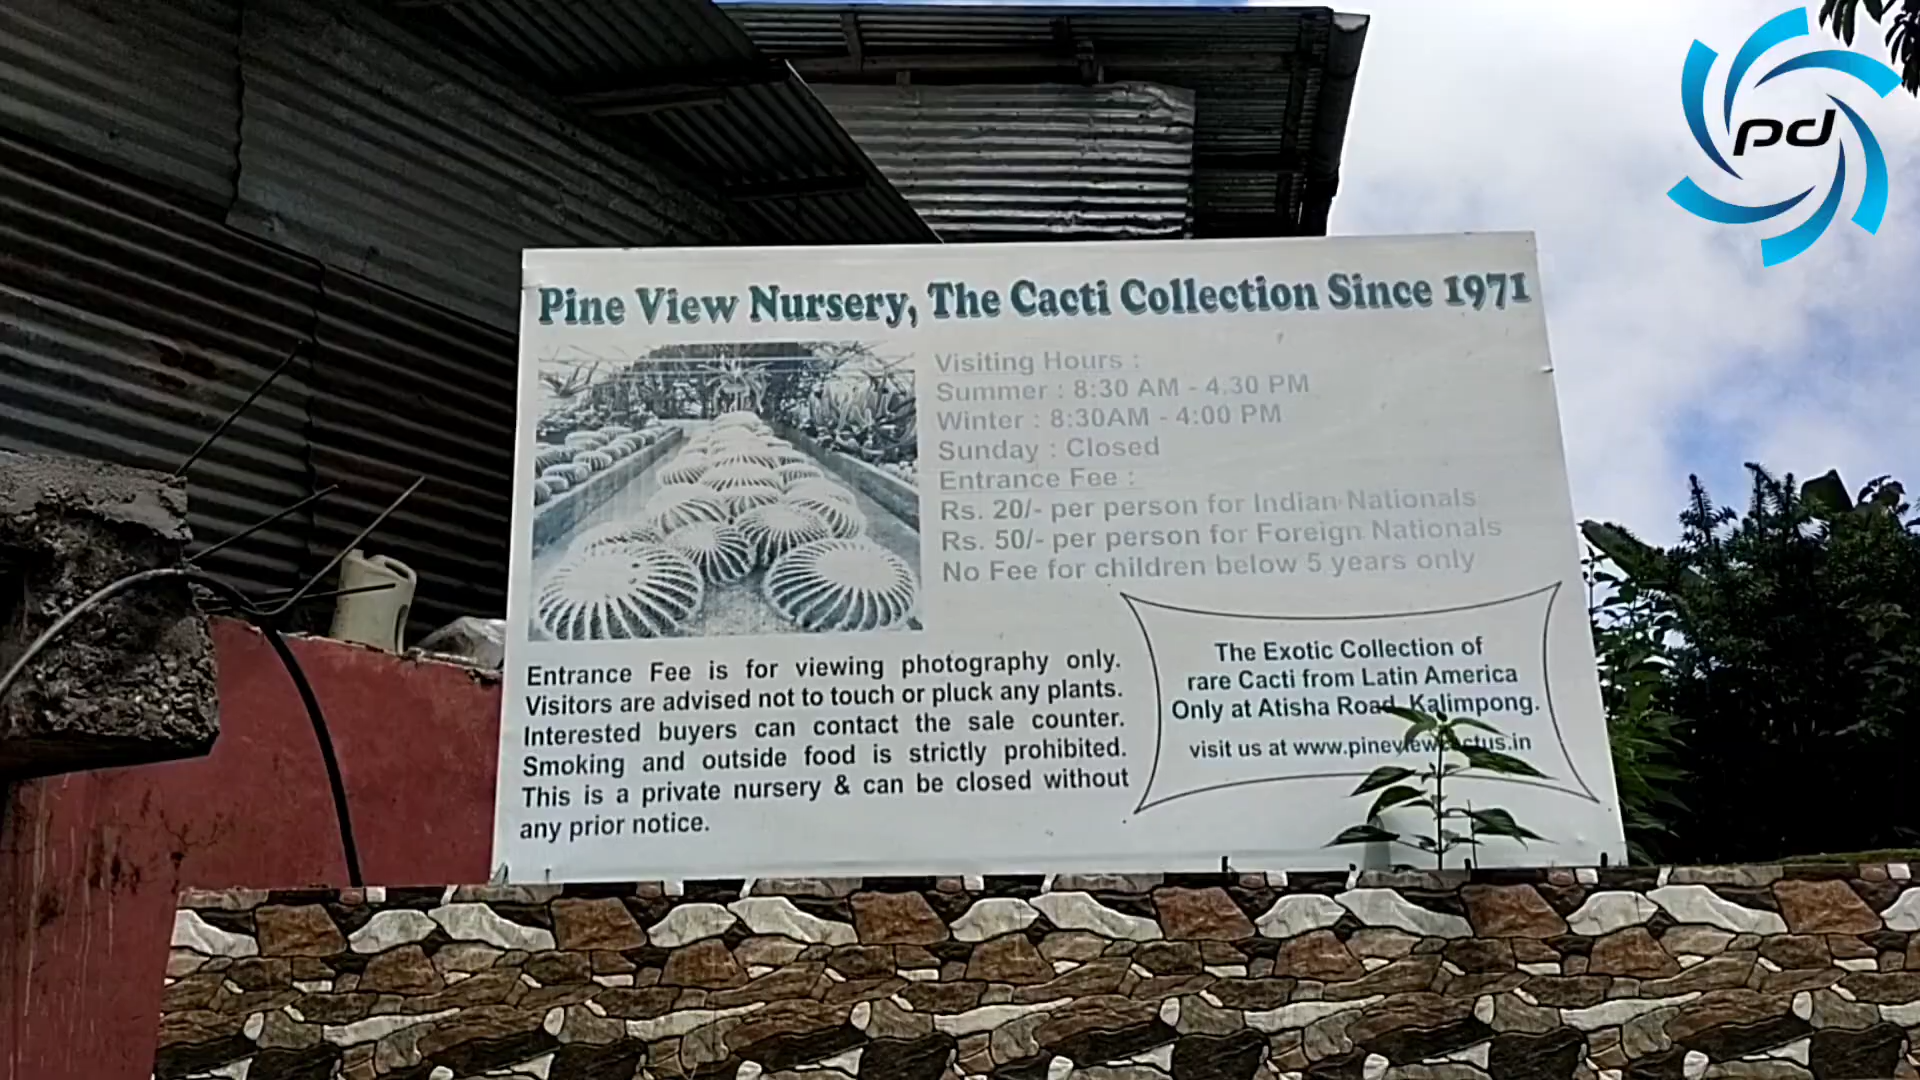 pd
Pine View Nursery, The Cacti Collection Since 1971
Visiting Hours :
Summer : 8:30 AM - 4.30 PM
Winter : 8:30AM - 4:00 PM
Sunday : Closed
Entrance Fee :
Rs. 20/- per person for Indian Nationals
Rs. 50/- per person for Foreign Nationals
No Fee for children below 5 years only
Entrance Fee is for viewing photography only.
Visitors are advised not to touch or pluck any plants.
Interested buyers can contact the sale counter.
Smoking and outside food is strictly prohibited.
This is a private nursery & can be closed without
any prior notice.
The Exotic Collection of
rare Cacti from Latin America
Only at Atisha Road, Kalimpong.
visit us at www.pineviewcactus.in